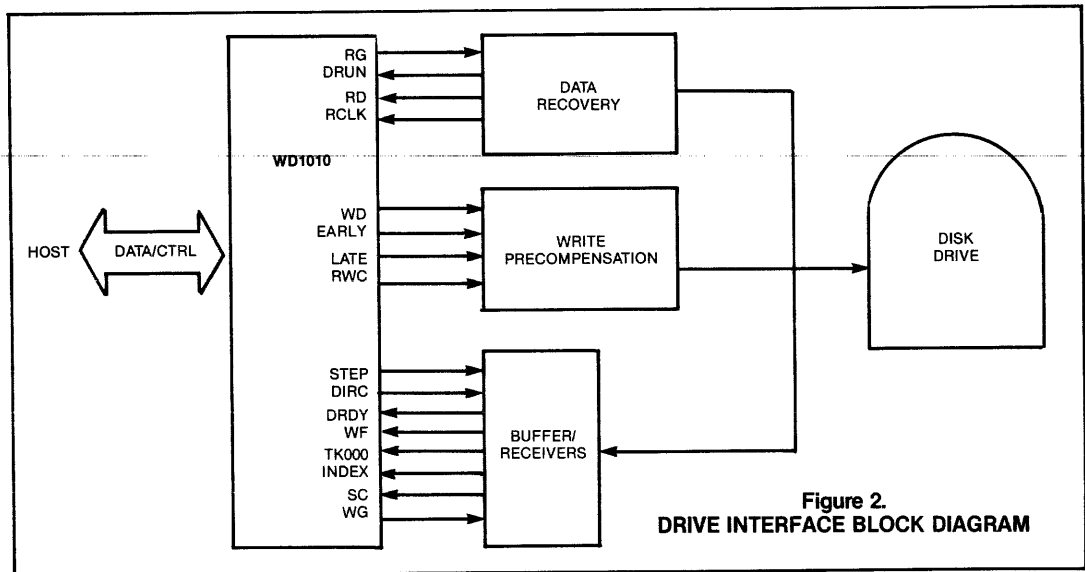 RG
DRUN
RD
RCLK
DATA
RECOVERY
WD1010
HOST
DATA/CTRL
WD
EARLY
LATE
RWC
WRITE
PRECOMPENSATION
DISK
DRIVE
STEP
DIRC
DRDY
WF
TK000
INDEX
SC
WG
BUFFER/
RECEIVERS
Figure 2.
DRIVE INTERFACE BLOCK DIAGRAM